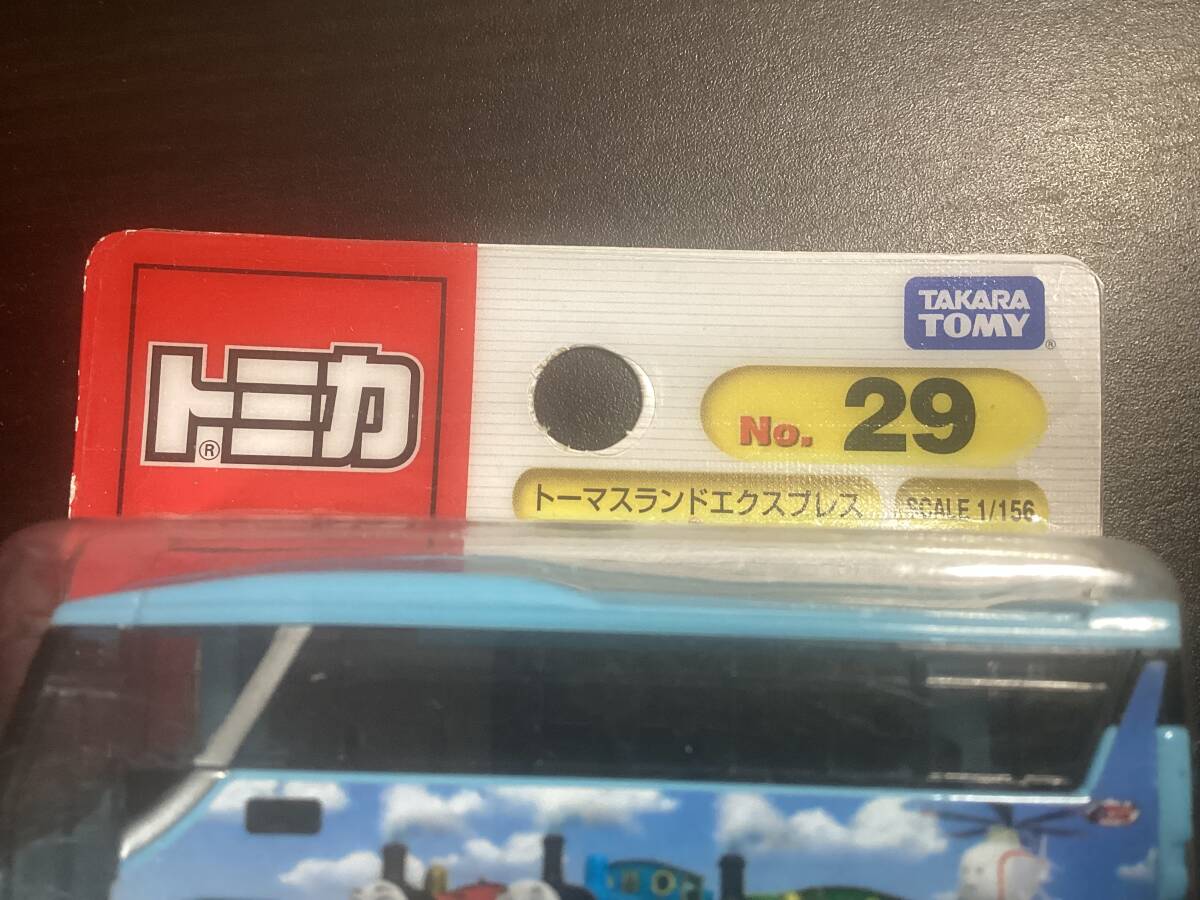 トミカ®
TAKARA
TOMY®
No. 29
トーマスランドエクスプレス
SCALE 1/156